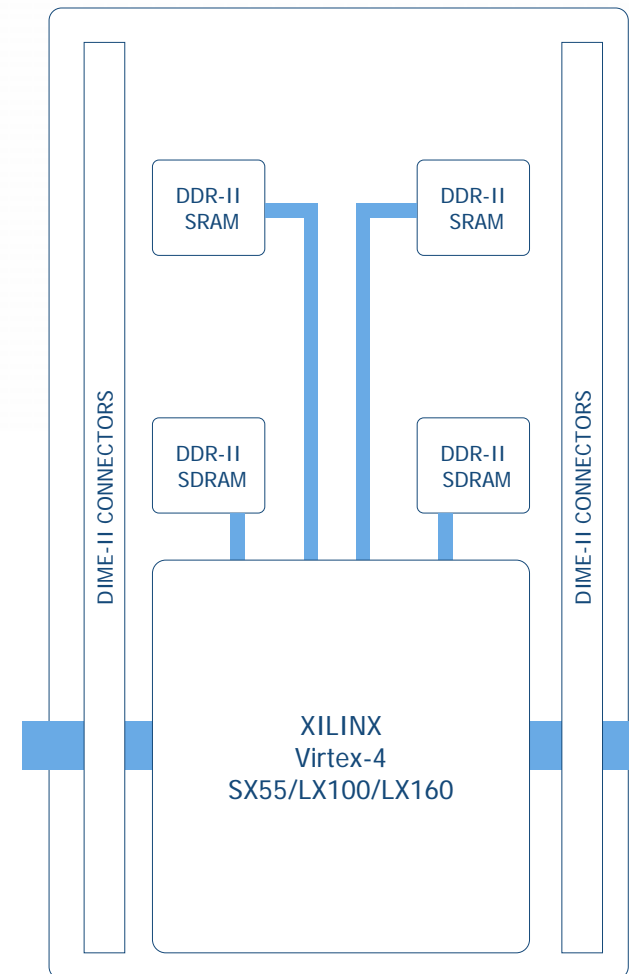 DDR-II
SRAM
DDR-II
SRAM
DIME-II CONNECTORS
DDR-II
SDRAM
DDR-II
SDRAM
DIME-II CONNECTORS
XILINX
Virtex-4
SX55/LX100/LX160